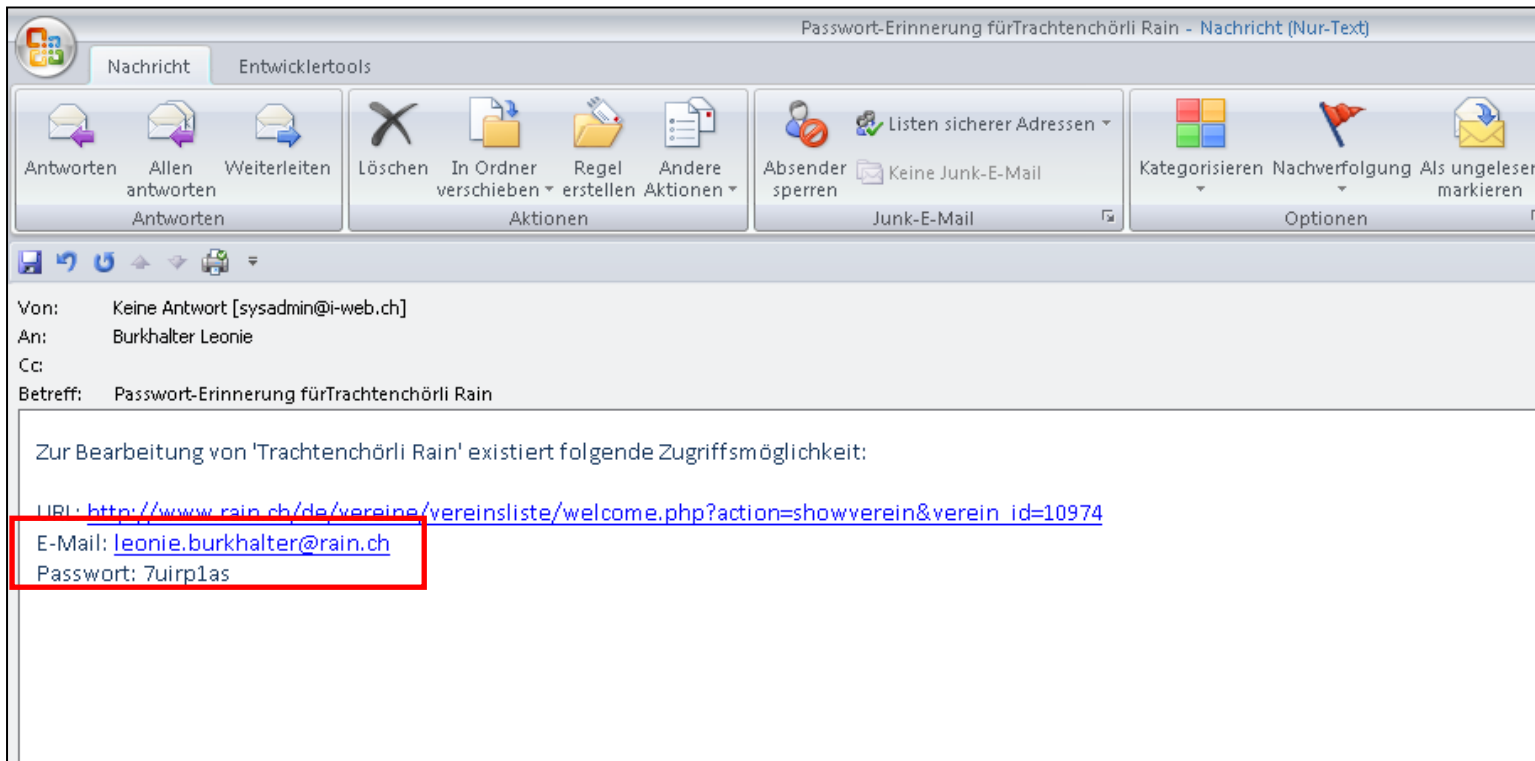 Passwort-Erinnerung fürTrachtenchörli Rain - Nachricht (Nur-Text)
Nachricht Entwicklertools
Antworten Allen antworten Weiterleiten
Löschen In Ordner verschieben Regel erstellen Andere Aktionen
Absender sperren Listen sicherer Adressen
Keine Junk-E-Mail
Kategorisieren Nachverfolgung Als ungelesen markieren
Antworten Aktionen Junk-E-Mail Optionen
Von: Keine Antwort [sysadmin@i-web.ch]
An: Burkhalter Leonie
Cc:
Betreff: Passwort-Erinnerung fürTrachtenchörli Rain
Zur Bearbeitung von 'Trachtenchörli Rain' existiert folgende Zugriffsmöglichkeit:
URL: http://www.rain.ch/de/vereine/vereinsliste/welcome.php?action=showverein&verein_id=10974
E-Mail: leonie.burkhalter@rain.ch
Passwort: 7uirp1as